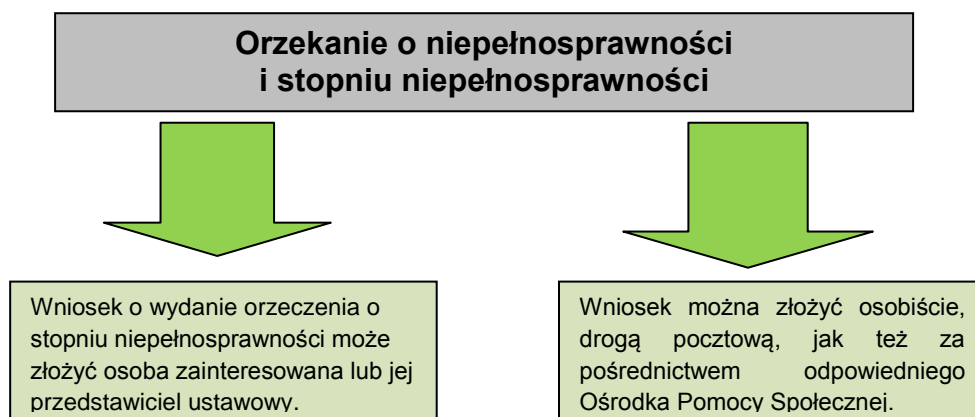 Orzekanie o niepełnosprawności
i stopniu niepełnosprawności
Wniosek o wydanie orzeczenia o
stopniu niepełnosprawności może
złożyć osoba zainteresowana lub jej
przedstawiciel ustawowy.
Wniosek można złożyć osobiście,
drogą pocztową, jak też za
pośrednictwem odpowiedniego
Ośrodka Pomocy Społecznej.